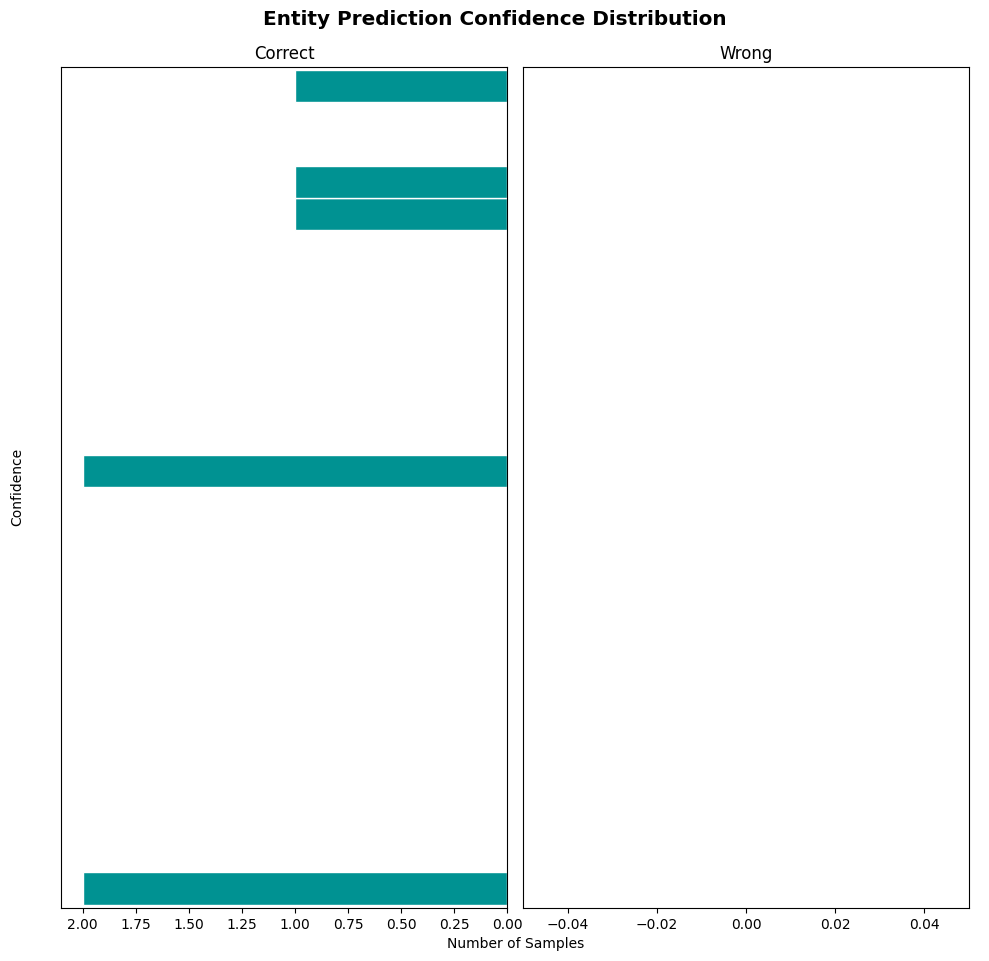 Entity Prediction Confidence Distribution
Correct
Wrong
Confidence
2.00 1.75 1.50 1.25 1.00 0.75 0.50 0.25 0.00
−0.04 −0.02 0.00 0.02 0.04
Number of Samples